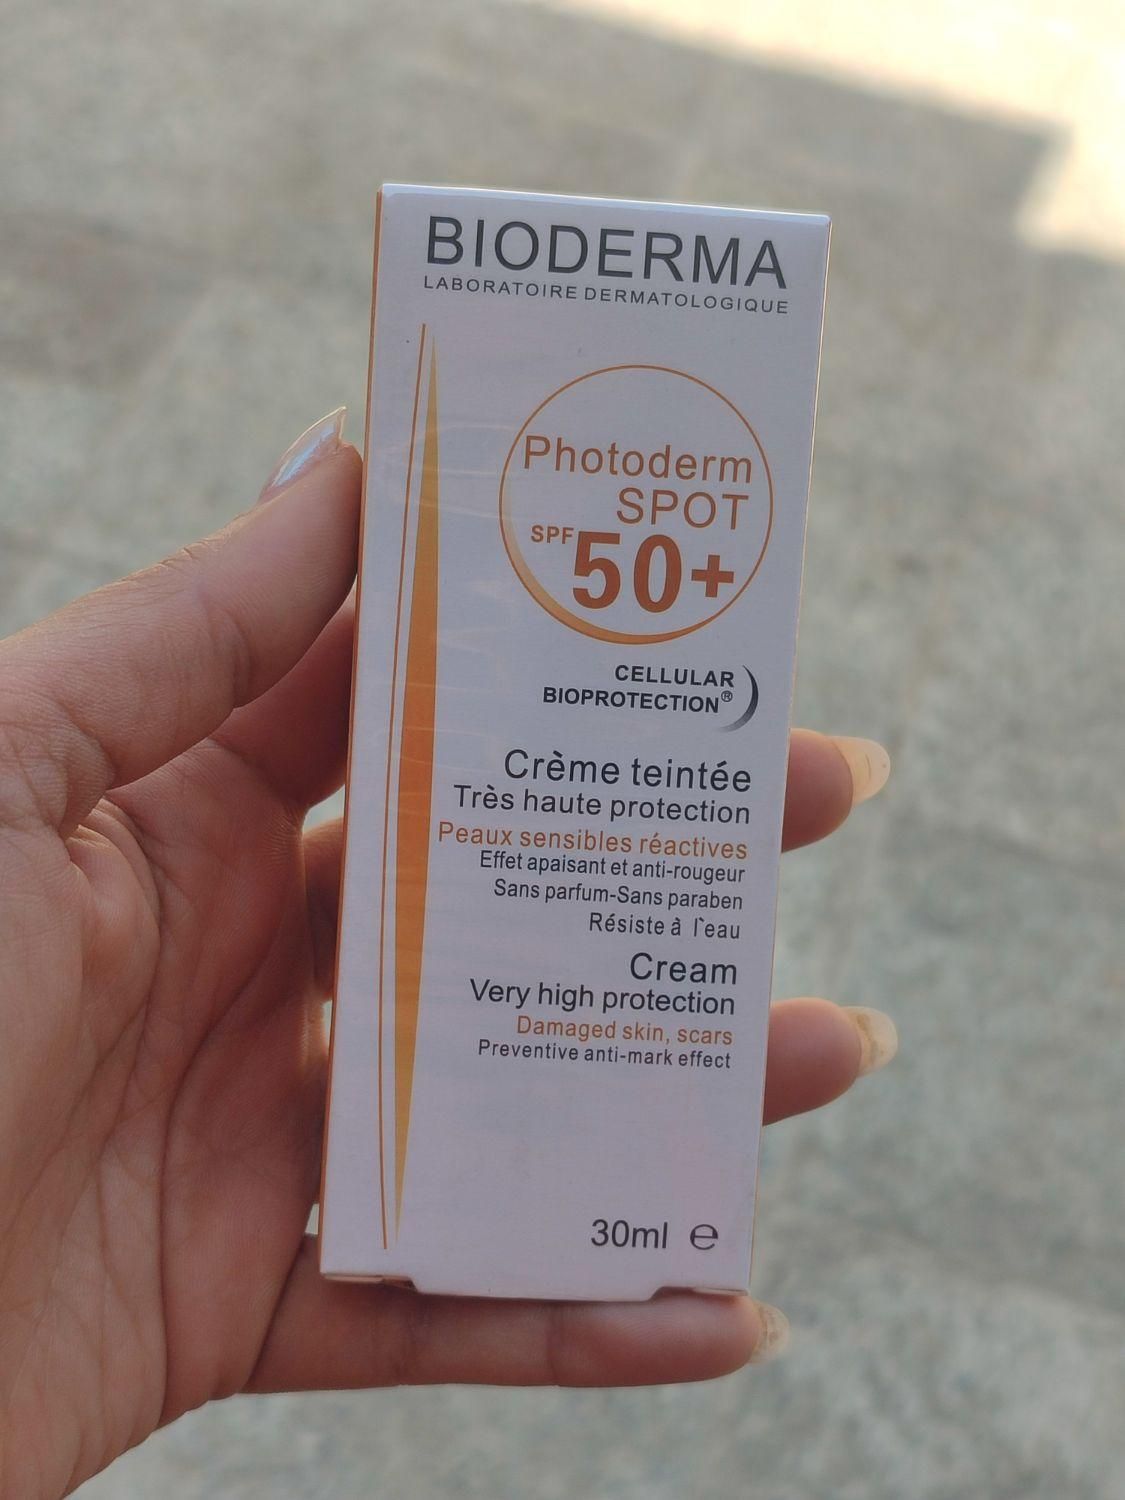 BIODERMA
LABORATOIRE DERMATOLOGIQUE
Photoderm
SPOT
SPF 50+
CELLULAR
BIOPROTECTION®
Crème teintée
Très haute protection
Peaux sensibles réactives
Effet apaisant et anti-rougeur
Sans parfum-Sans paraben
Résiste à l`eau
Cream
Very high protection
Damaged skin, scars
Preventive anti-mark effect
30ml ℮